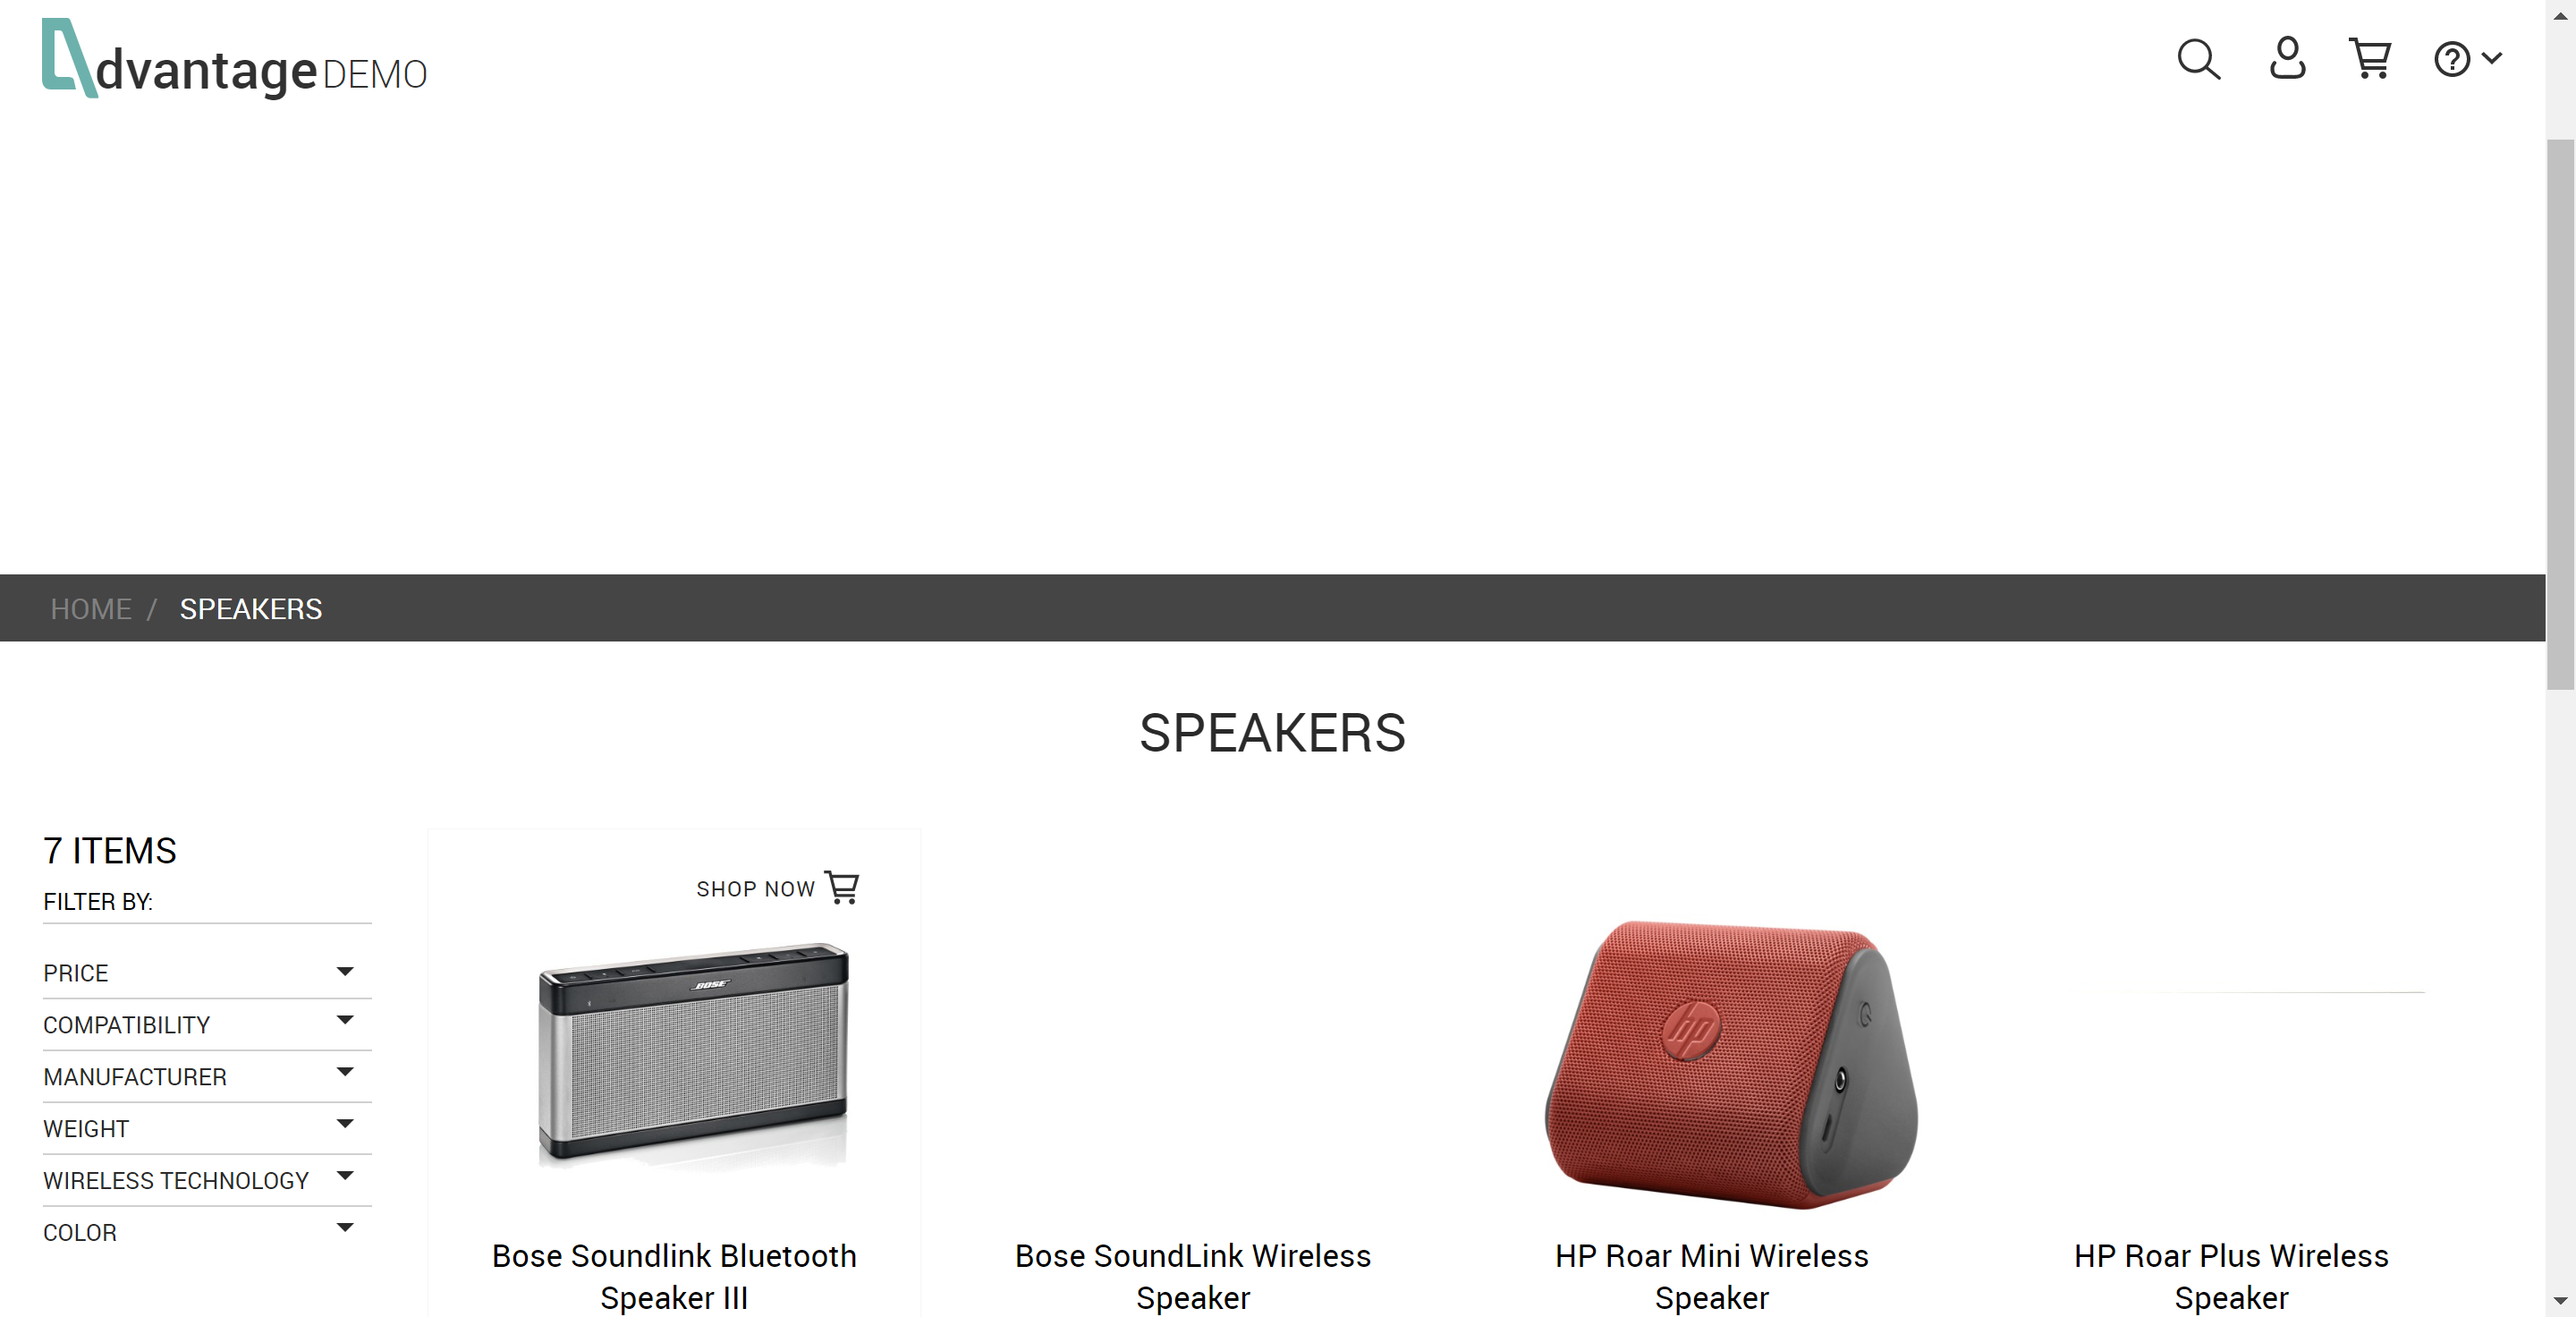 dvantage DEMO
HOME / SPEAKERS
SPEAKERS
7 ITEMS
FILTER BY:
PRICE
COMPATIBILITY
MANUFACTURER
WEIGHT
WIRELESS TECHNOLOGY
COLOR
SHOP NOW
BOSE
Bose Soundlink Bluetooth
Speaker III
Bose SoundLink Wireless
Speaker
hp
HP Roar Mini Wireless
Speaker
HP Roar Plus Wireless
Speaker